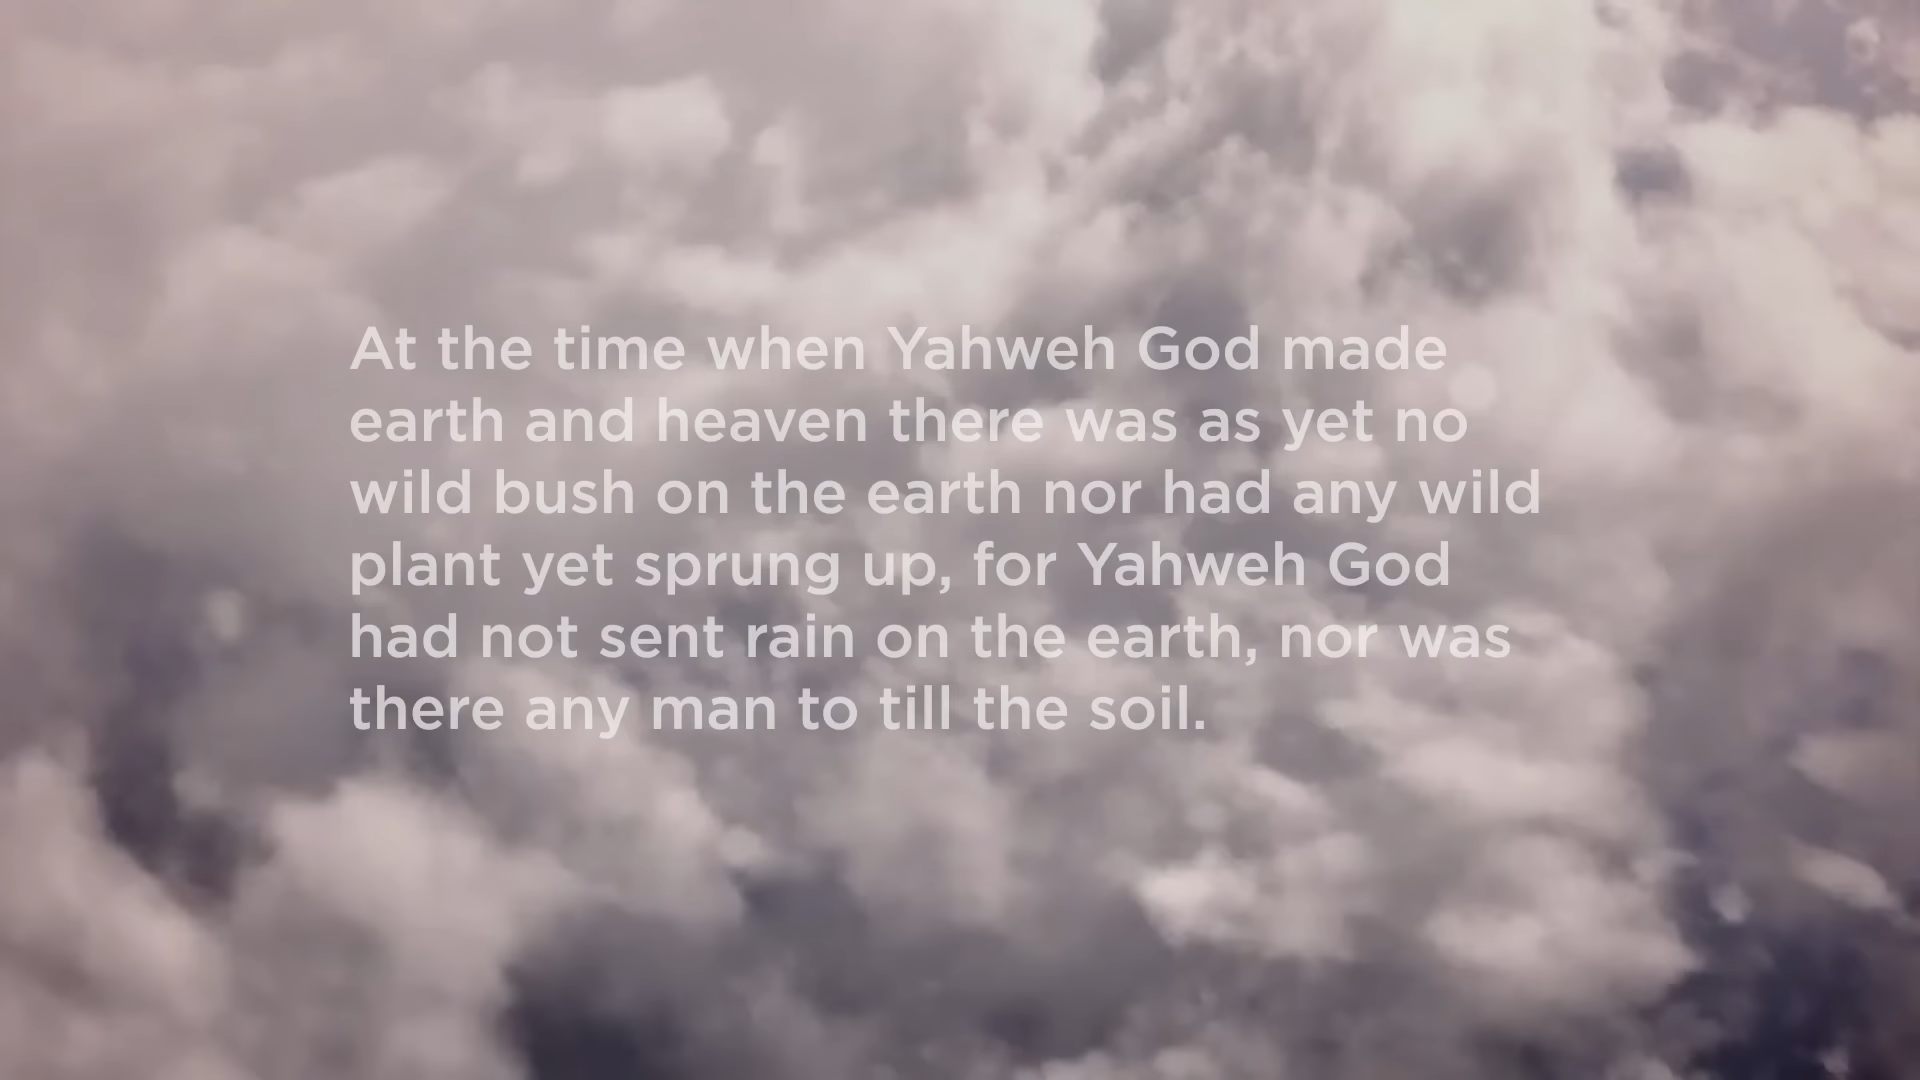 At the time when Yahweh God made
earth and heaven there was as yet no
wild bush on the earth nor had any wild
plant yet sprung up, for Yahweh God
had not sent rain on the earth, nor was
there any man to till the soil.